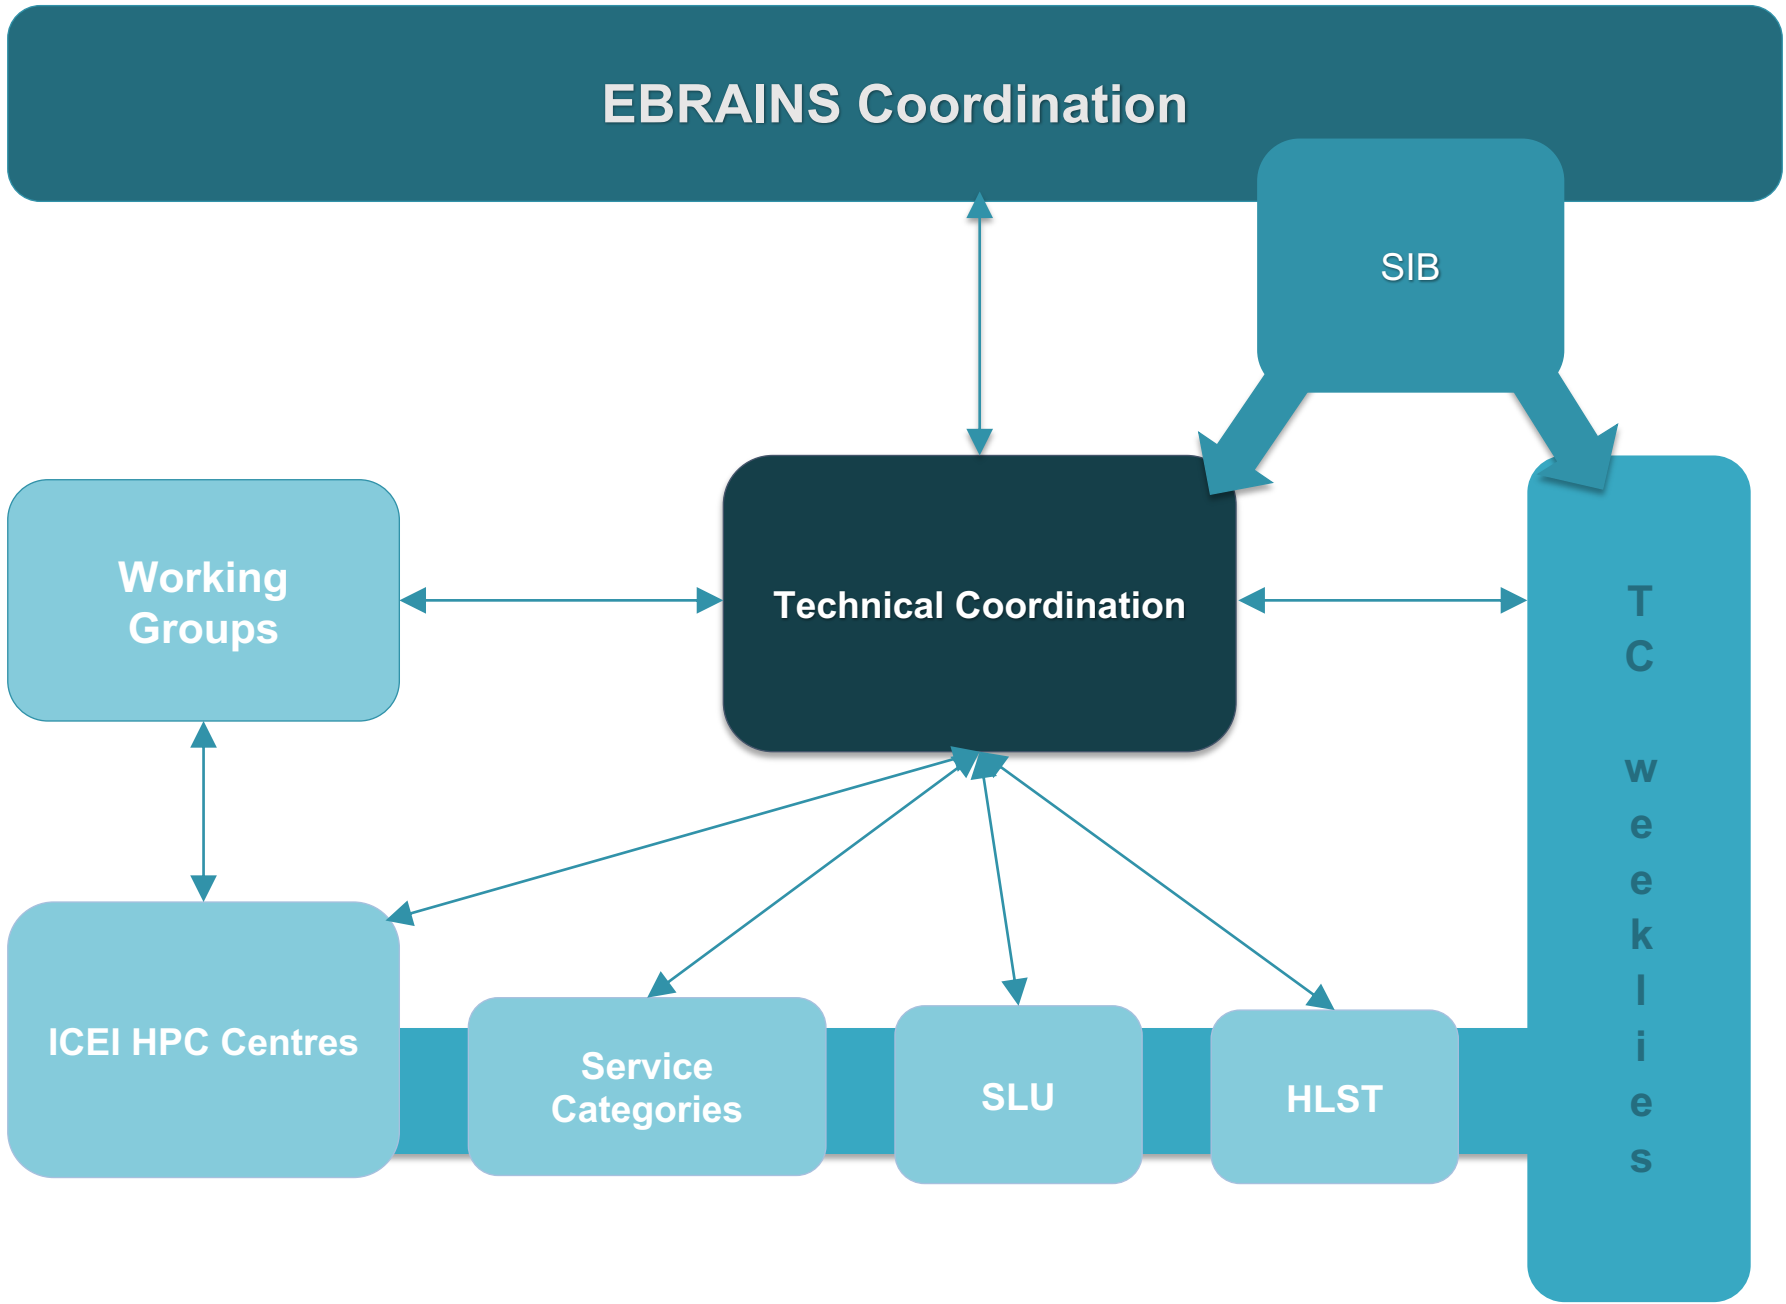 EBRAINS Coordination
SIB
Working
Groups
Technical Coordination
T
C
w
e
e
k
l
i
e
s
ICEI HPC Centres
Service
Categories
SLU
HLST